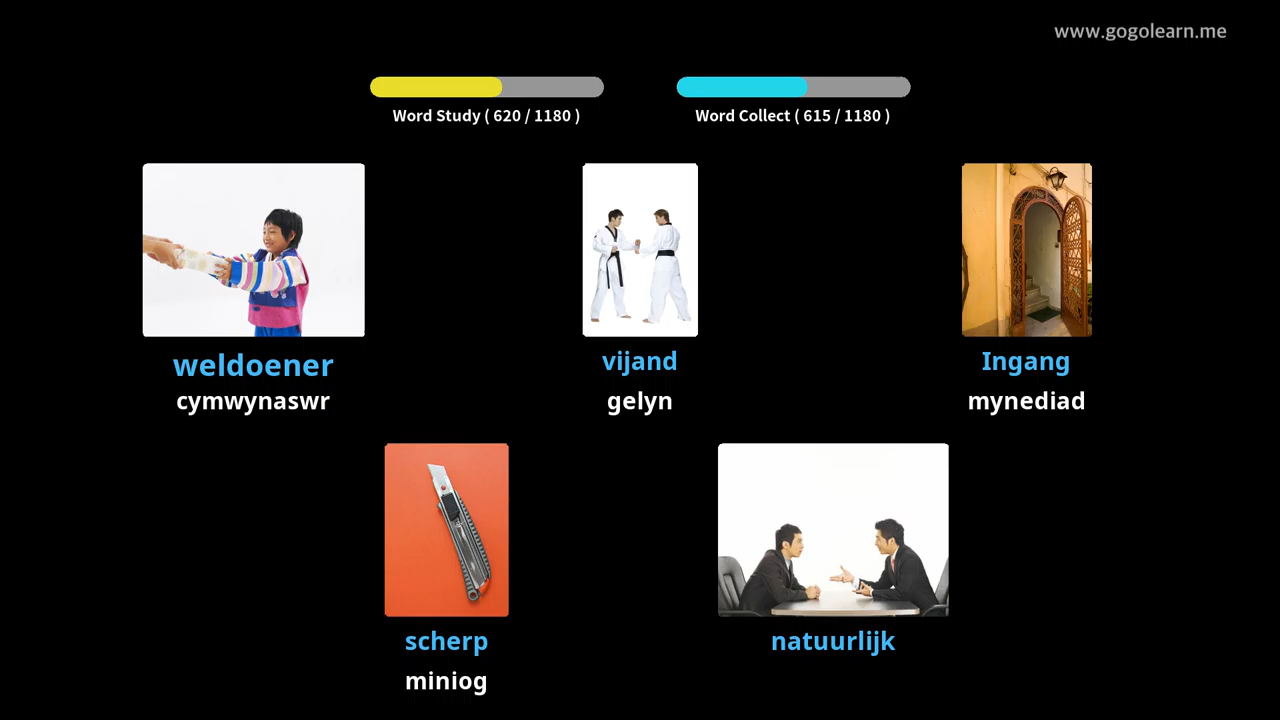 www.gogolearn.me
Word Study ( 620 / 1180 )
Word Collect ( 615 / 1180 )
weldoener
cymwynaswr
vijand
gelyn
Ingang
mynediad
scherp
miniog
natuurlijk